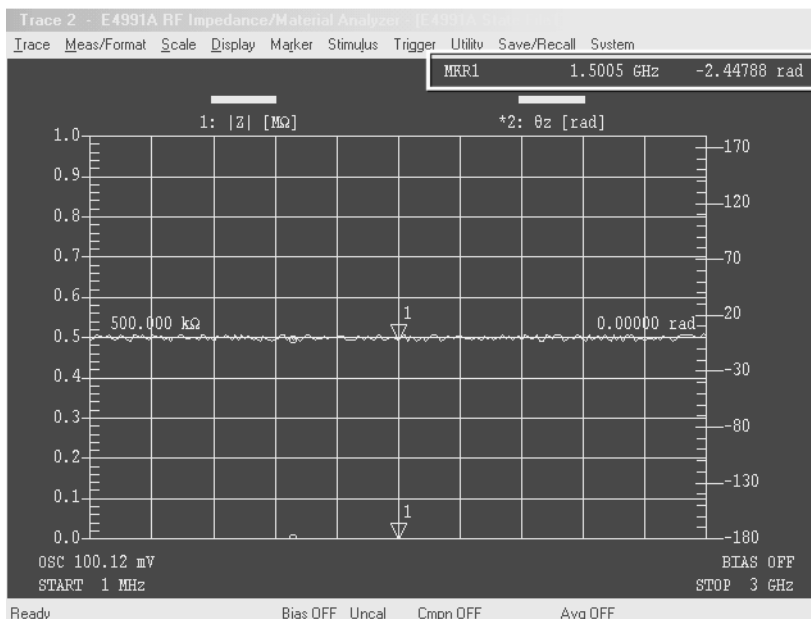 Trace 2 - E4991A RF Impedance/Material Analyzer
Trace Meas/Format Scale Display Marker Stimulus Trigger Utility Save/Recall System
MKR1 1.5005 GHz -2.44788 rad
1: |Z| [MΩ] *2: θz [rad]
1.0
170
0.9
0.8
120
0.7
70
0.6
20
500.000 kΩ 1 0.00000 rad
0.5
-30
0.4
0.3
-80
0.2
-130
0.1
1
0.0 -180
OSC 100.12 mV BIAS OFF
START 1 MHz STOP 3 GHz
Ready Bias OFF Uncal Cmpn OFF Avg OFF